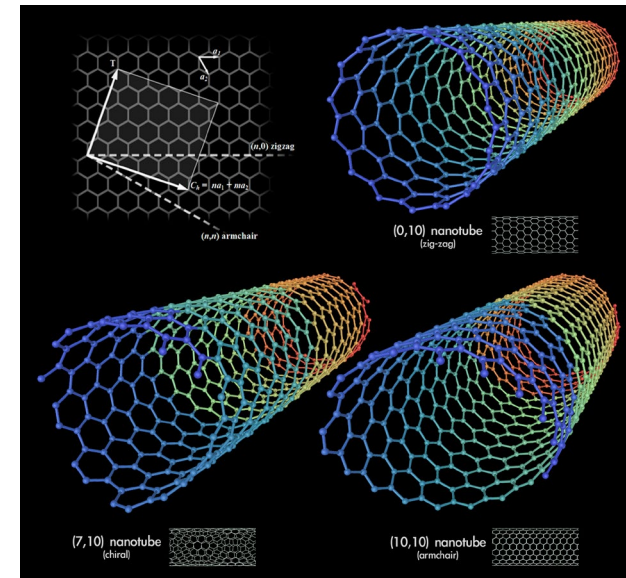 a1
T
a2
(n,0) zigzag
Ch = na1 + ma2
(n,n) armchair
(0,10) nanotube
(zig-zag)
(7,10) nanotube
(chiral)
(10,10) nanotube
(armchair)